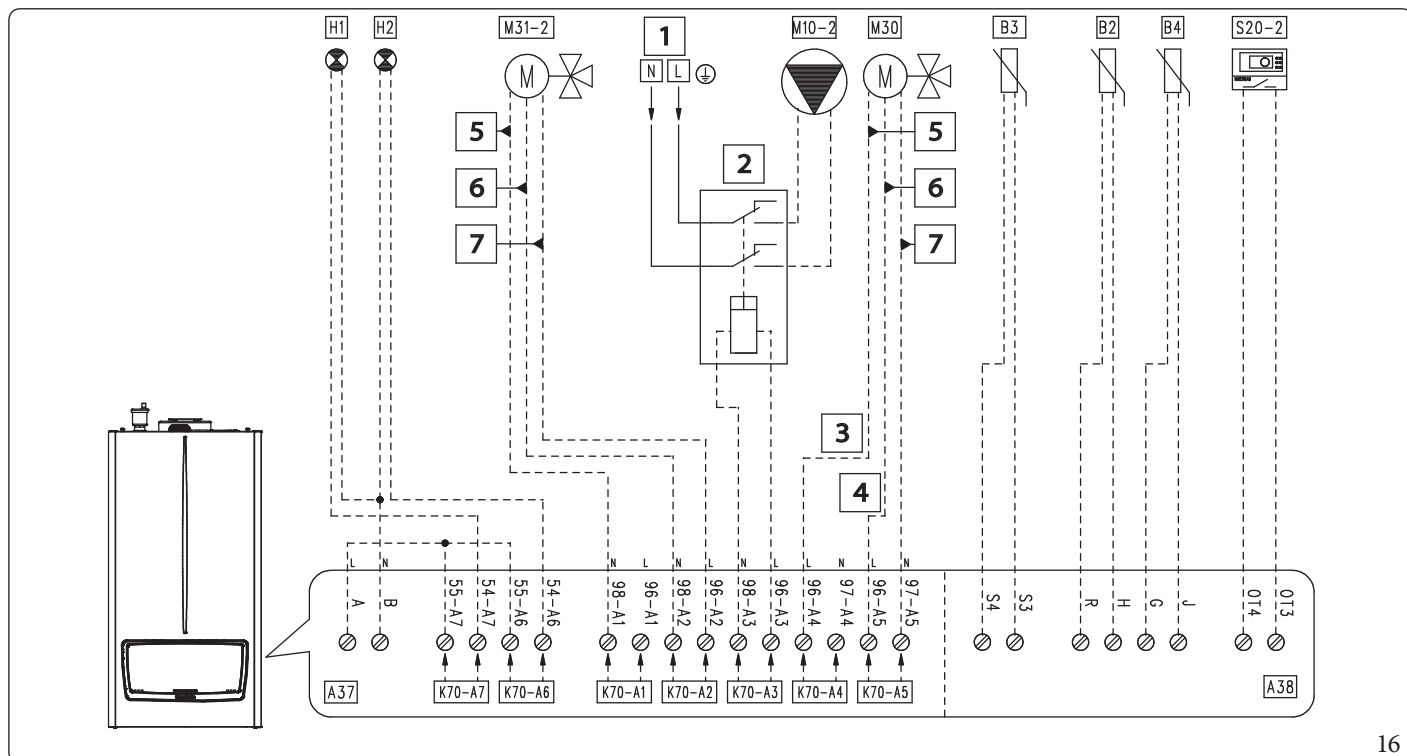 H1 H2 M31-2 1 M10-2 M30 B3 B2 B4 S20-2
N L
M M
5 5
2
6 6
7 7
3
4
L N N L N L N L L N L N
A B 55-A7 54-A7 55-A6 54-A6 98-A1 96-A1 98-A2 96-A2 98-A3 96-A3 96-A4 97-A4 96-A5 97-A5 S4 S3 R H G J OT4 OT3
A37 K70-A7 K70-A6 K70-A1 K70-A2 K70-A3 K70-A4 K70-A5 A38
16